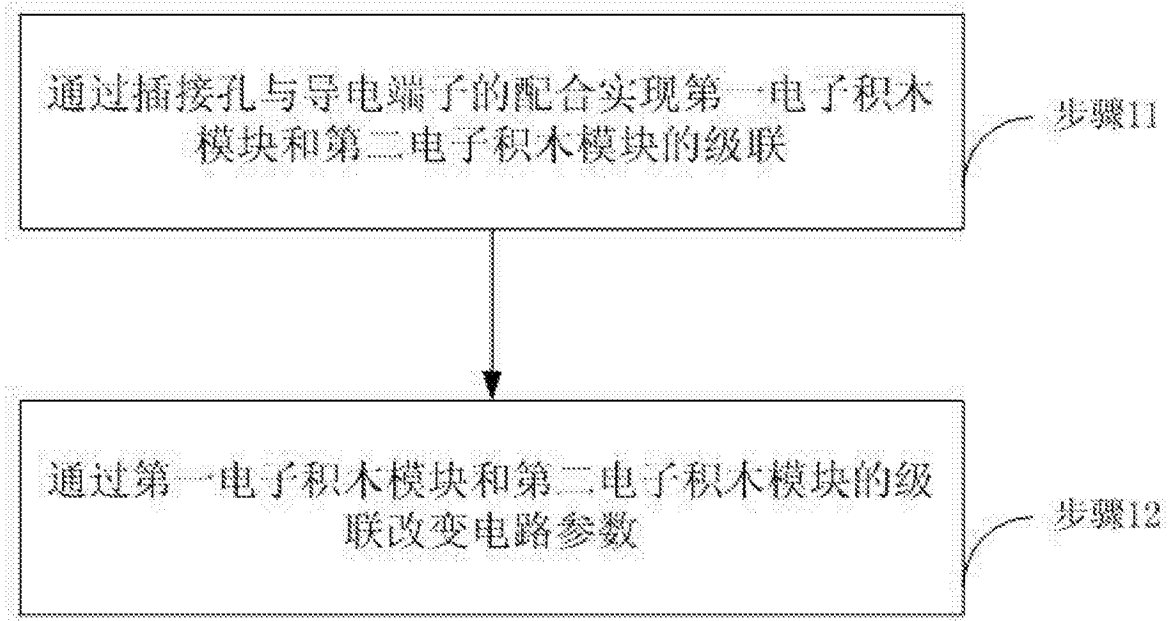 通过插接孔与导电端子的配合实现第一电子积木
模块和第二电子积木模块的级联
步骤11
通过第一电子积木模块和第二电子积木模块的级
联改变电路参数
步骤12